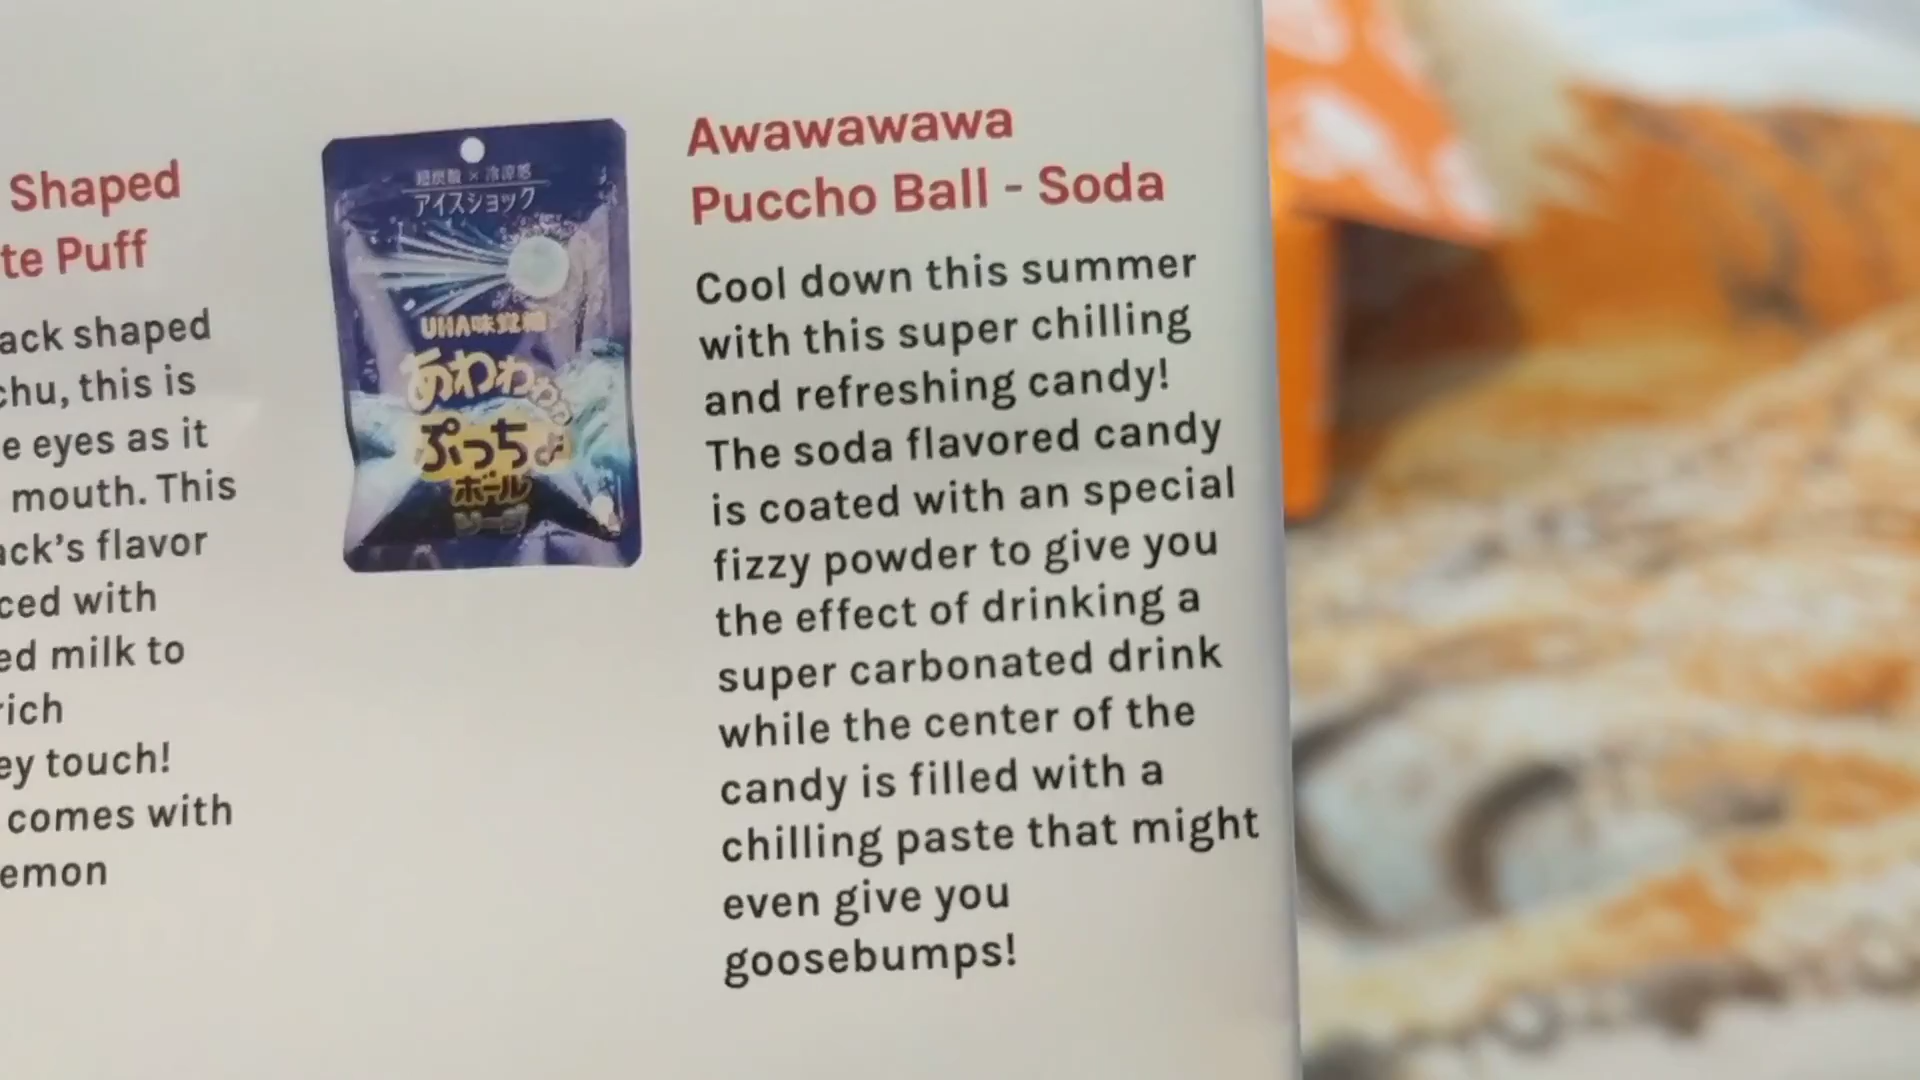 Shaped
te Puff
ack shaped
chu, this is
e eyes as it
mouth. This
ack's flavor
ced with
ed milk to
rich
ey touch!
comes with
emon
超炭酸×冷涼感
アイスショック
UHA味覚糖
あわわわわ
ぷっちょ
ボール
ソーダ
Awawawawa
Puccho Ball - Soda
Cool down this summer
with this super chilling
and refreshing candy!
The soda flavored candy
is coated with an special
fizzy powder to give you
the effect of drinking a
super carbonated drink
while the center of the
candy is filled with a
chilling paste that might
even give you
goosebumps!